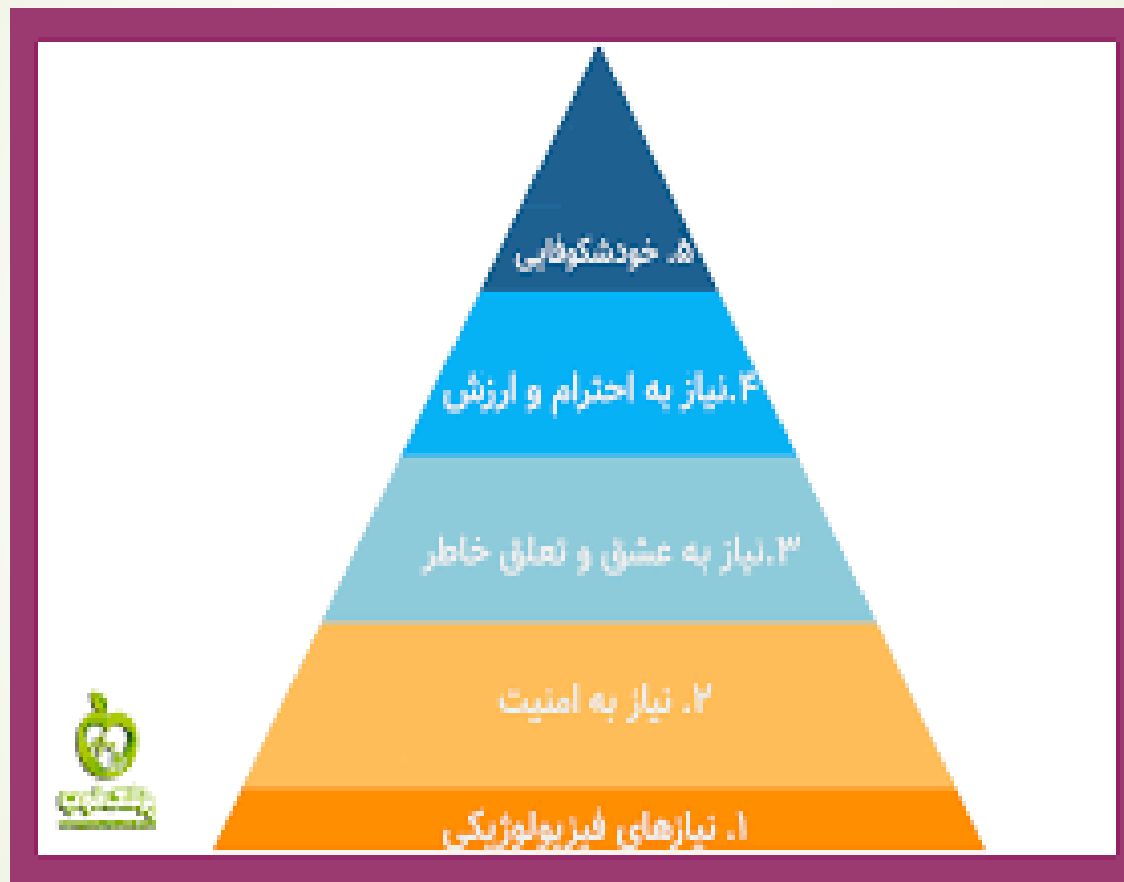 ۵. خودشکوفایی
۴.نیاز به احترام و ارزش
۳.نیاز به عشق و تعلق خاطر
۲. نیاز به امنیت
۱. نیازهای فیزیولوژیکی